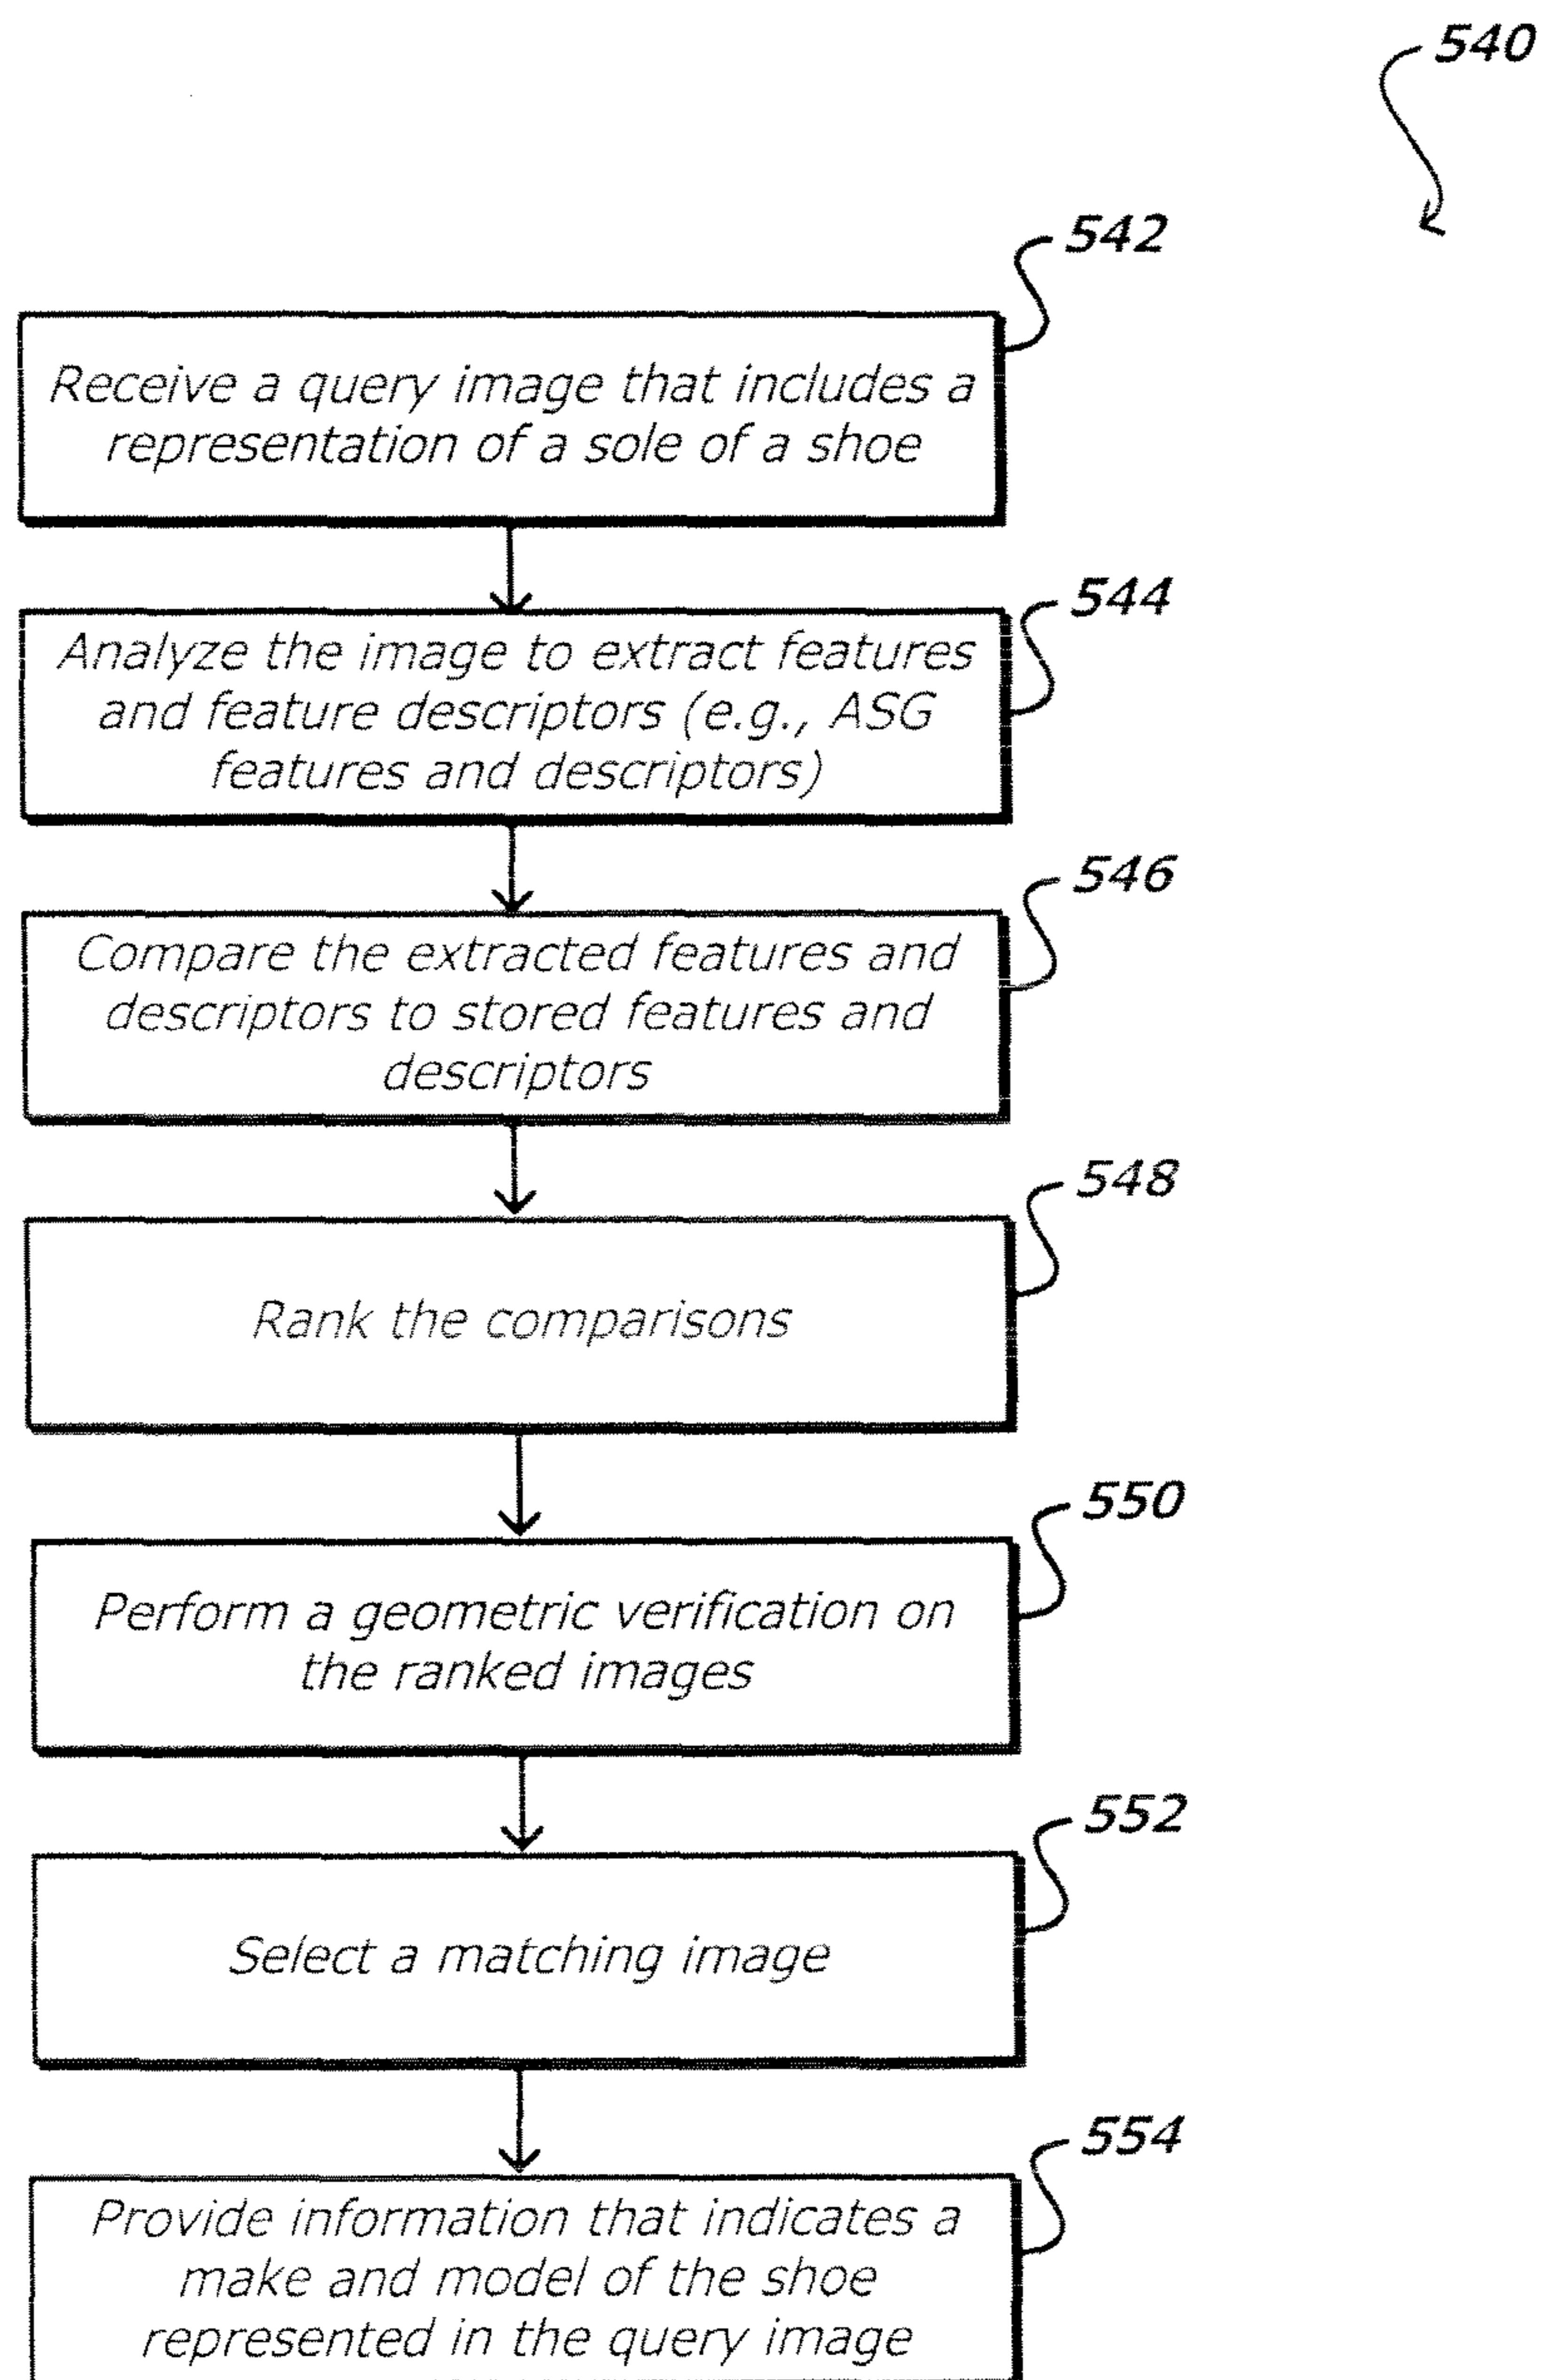 540
542
Receive a query image that includes a
representation of a sole of a shoe
544
Analyze the image to extract features
and feature descriptors (e.g., ASG
features and descriptors)
546
Compare the extracted features and
descriptors to stored features and
descriptors
548
Rank the comparisons
550
Perform a geometric verification on
the ranked images
552
Select a matching image
554
Provide information that indicates a
make and model of the shoe
represented in the query image